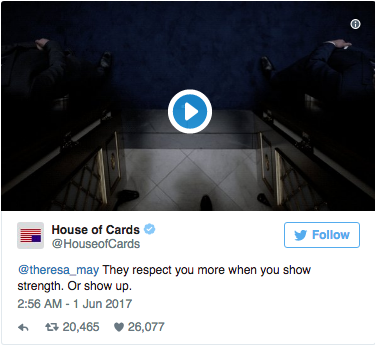 House of Cards
@HouseofCards
Follow
@theresa_may They respect you more when you show
strength. Or show up.
2:56 AM - 1 Jun 2017
20,465 26,077